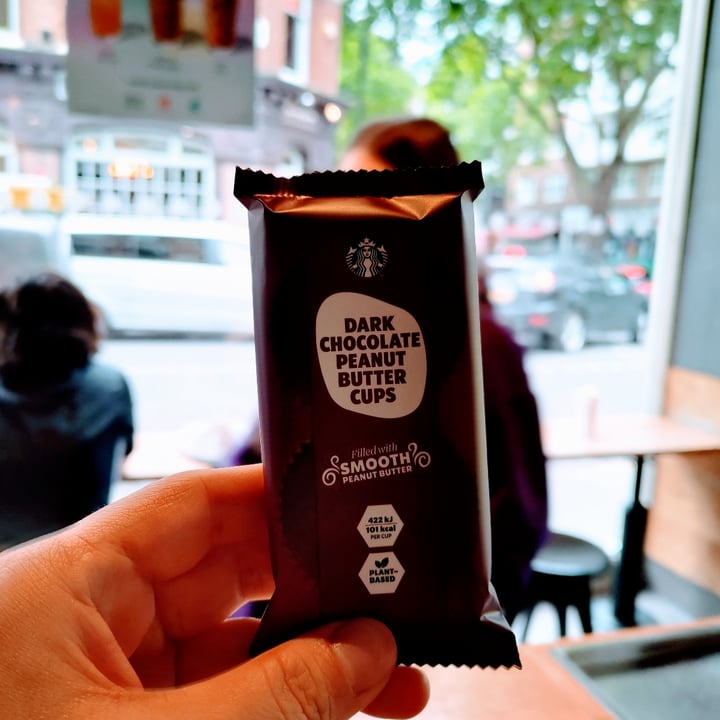 DARK
CHOCOLATE
PEANUT
BUTTER
CUPS
Filled with
SMOOTH
PEANUT BUTTER
422 kJ
101 kcal
PER CUP
PLANT-
BASED